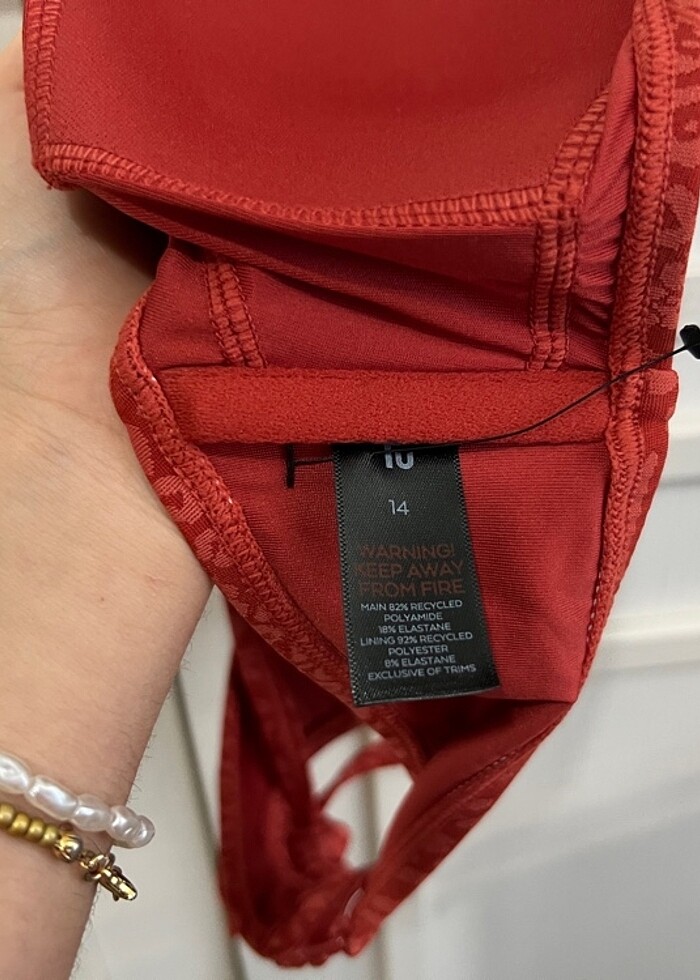 TU
14
WARNING!
KEEP AWAY
FROM FIRE
MAIN 82% RECYCLED
POLYAMIDE
18% ELASTANE
LINING 92% RECYCLED
POLYESTER
8% ELASTANE
EXCLUSIVE OF TRIMS